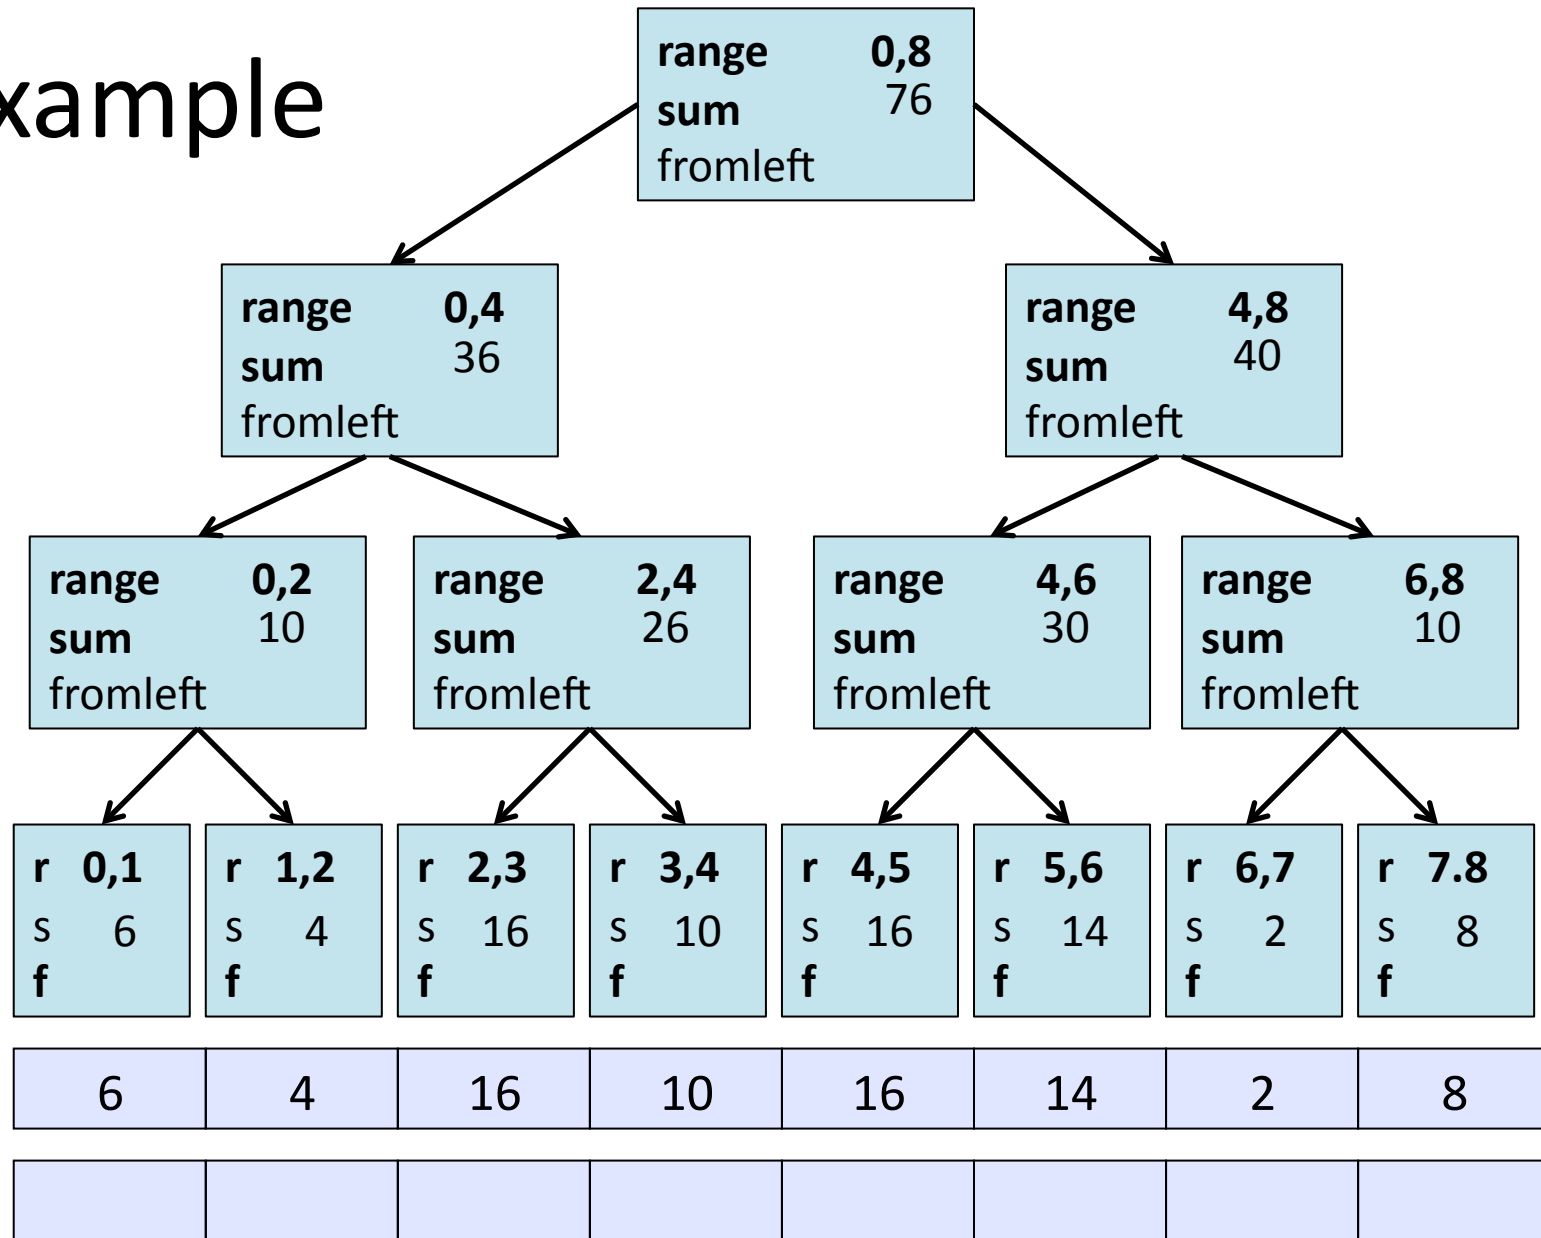 xample
range 0,8
sum 76
fromleft
range 0,4
sum 36
fromleft
range 4,8
sum 40
fromleft
range 0,2
sum 10
fromleft
range 2,4
sum 26
fromleft
range 4,6
sum 30
fromleft
range 6,8
sum 10
fromleft
r 0,1
s 6
f
r 1,2
s 4
f
r 2,3
s 16
f
r 3,4
s 10
f
r 4,5
s 16
f
r 5,6
s 14
f
r 6,7
s 2
f
r 7.8
s 8
f
6 4 16 10 16 14 2 8